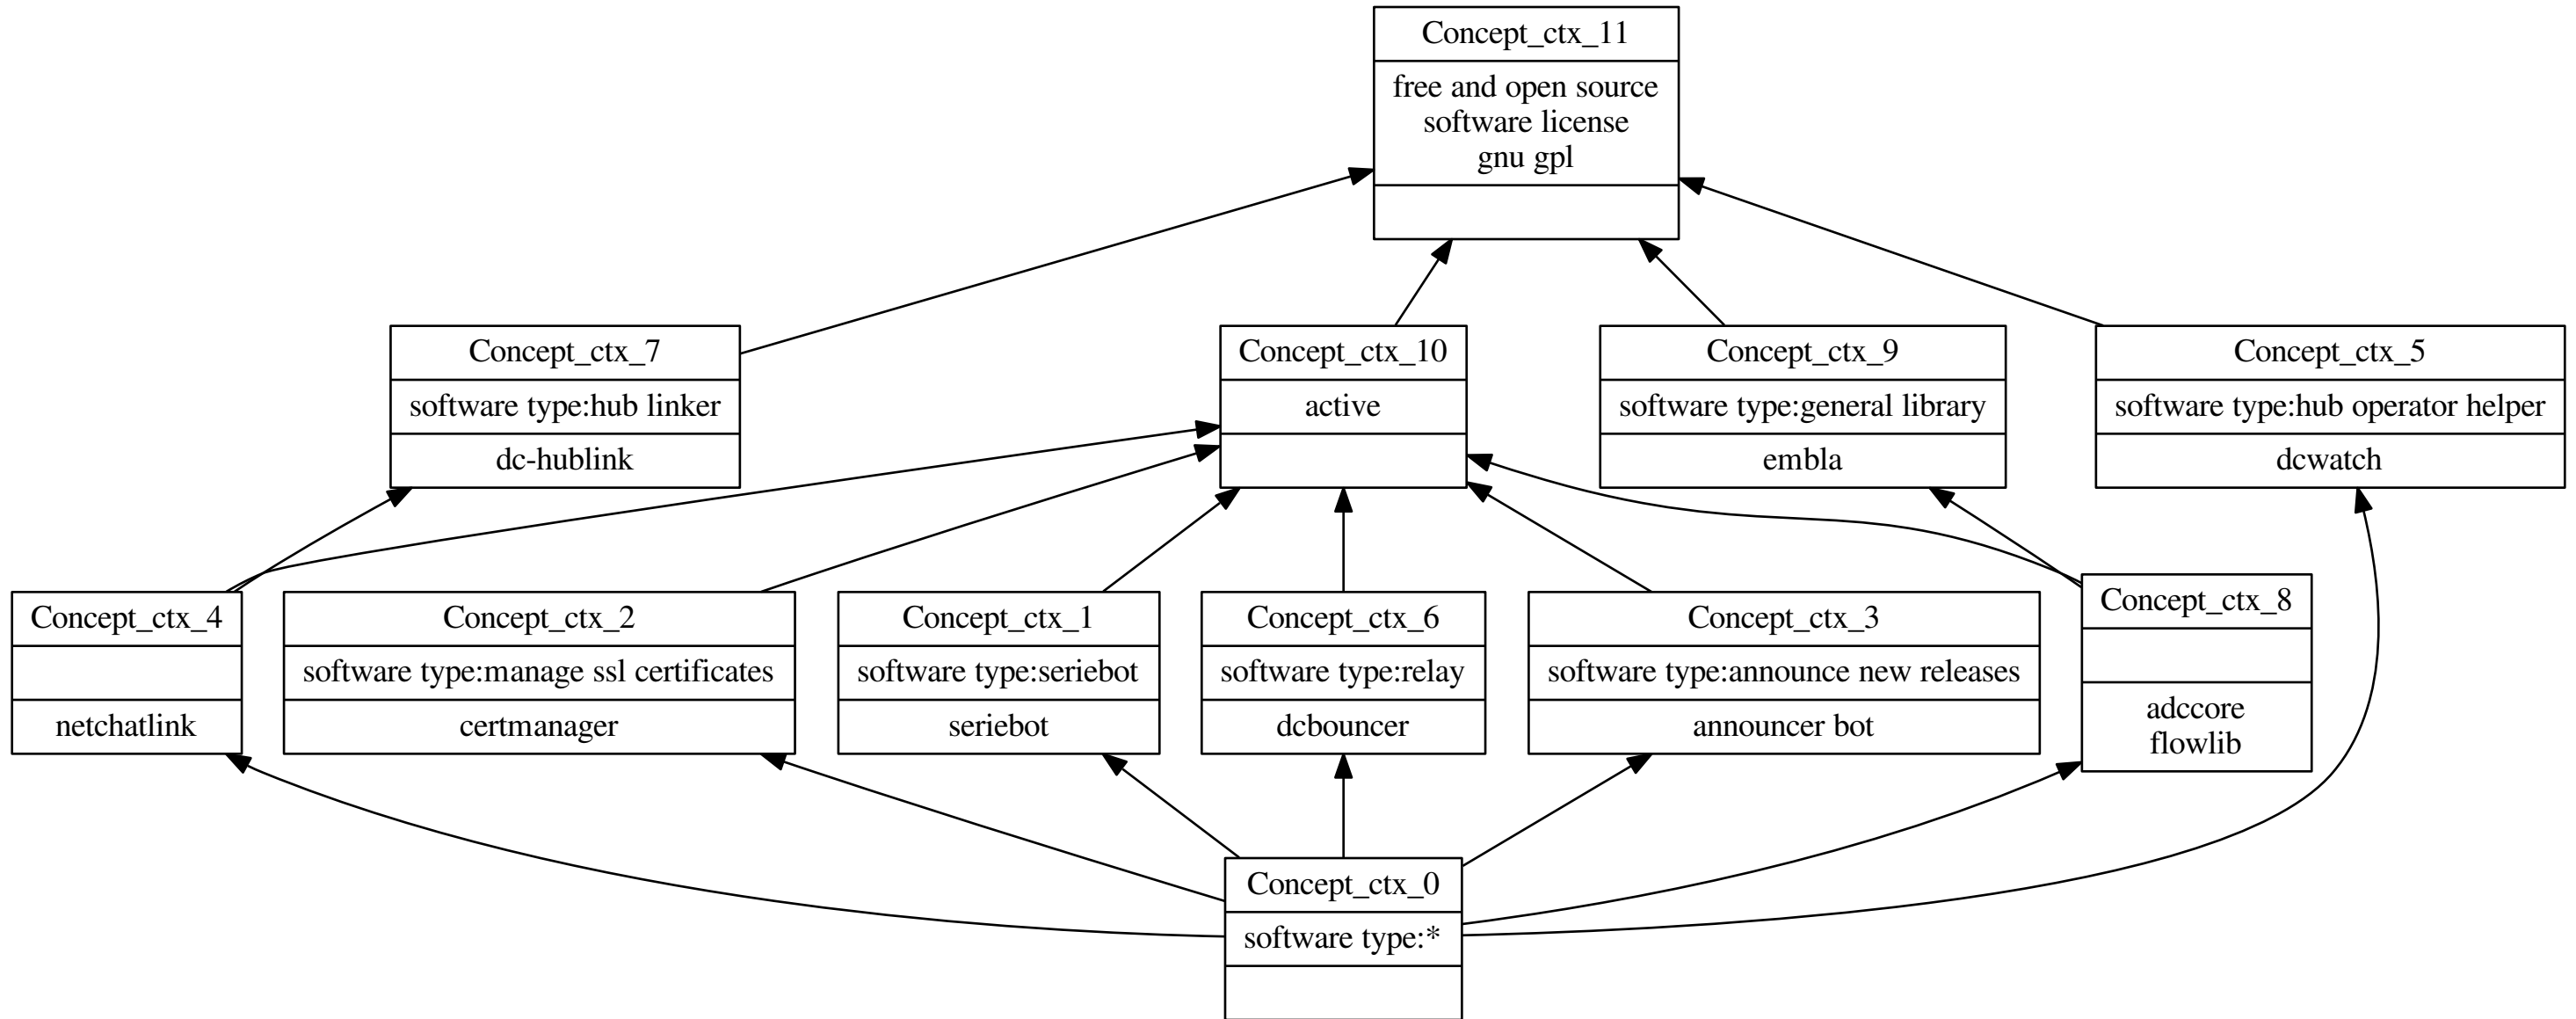 Concept_ctx_11
free and open source
software license
gnu gpl
Concept_ctx_7
software type:hub linker
dc-hublink
Concept_ctx_10
active
Concept_ctx_9
software type:general library
embla
Concept_ctx_5
software type:hub operator helper
dcwatch
Concept_ctx_4
netchatlink
Concept_ctx_2
software type:manage ssl certificates
certmanager
Concept_ctx_1
software type:seriebot
seriebot
Concept_ctx_6
software type:relay
dcbouncer
Concept_ctx_3
software type:announce new releases
announcer bot
Concept_ctx_8
adccore
flowlib
Concept_ctx_0
software type:*